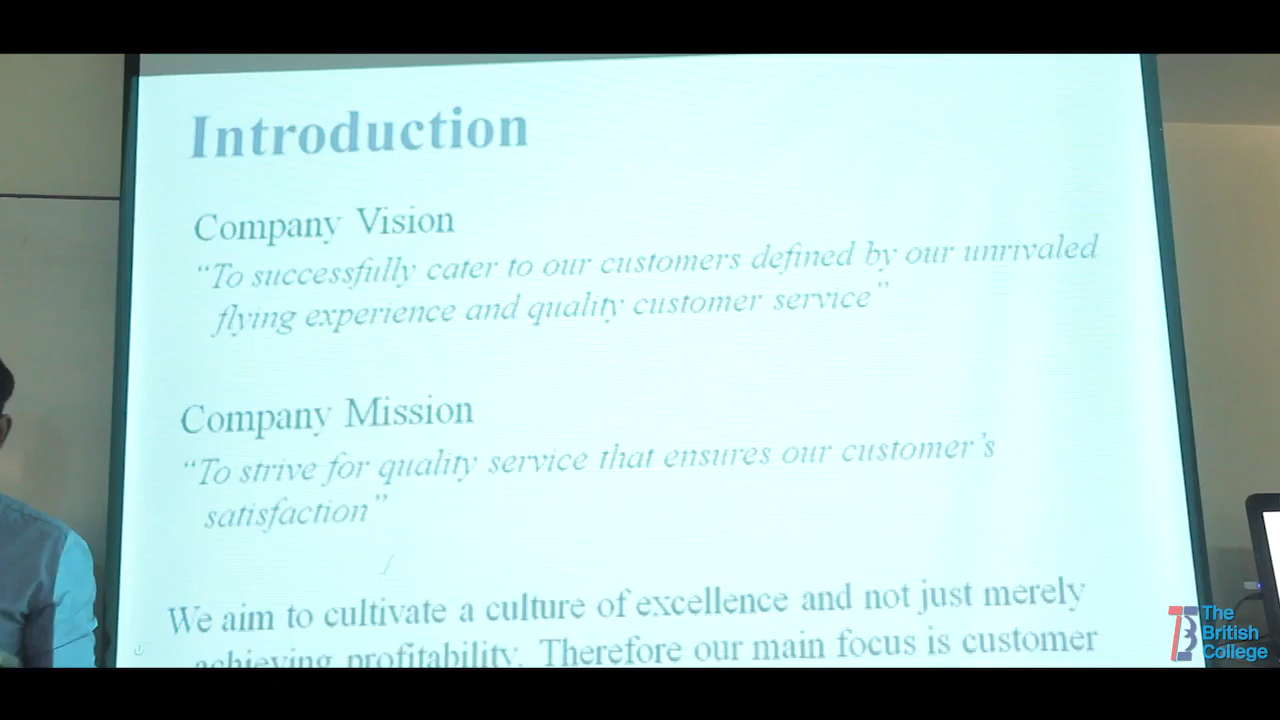 Introduction
Company Vision
“To successfully cater to our customers defined by our unrivaled
flying experience and quality customer service”
Company Mission
“To strive for quality service that ensures our customer’s
satisfaction”
We aim to cultivate a culture of excellence and not just merely
achieving profitability. Therefore our main focus is customer
The
British
College